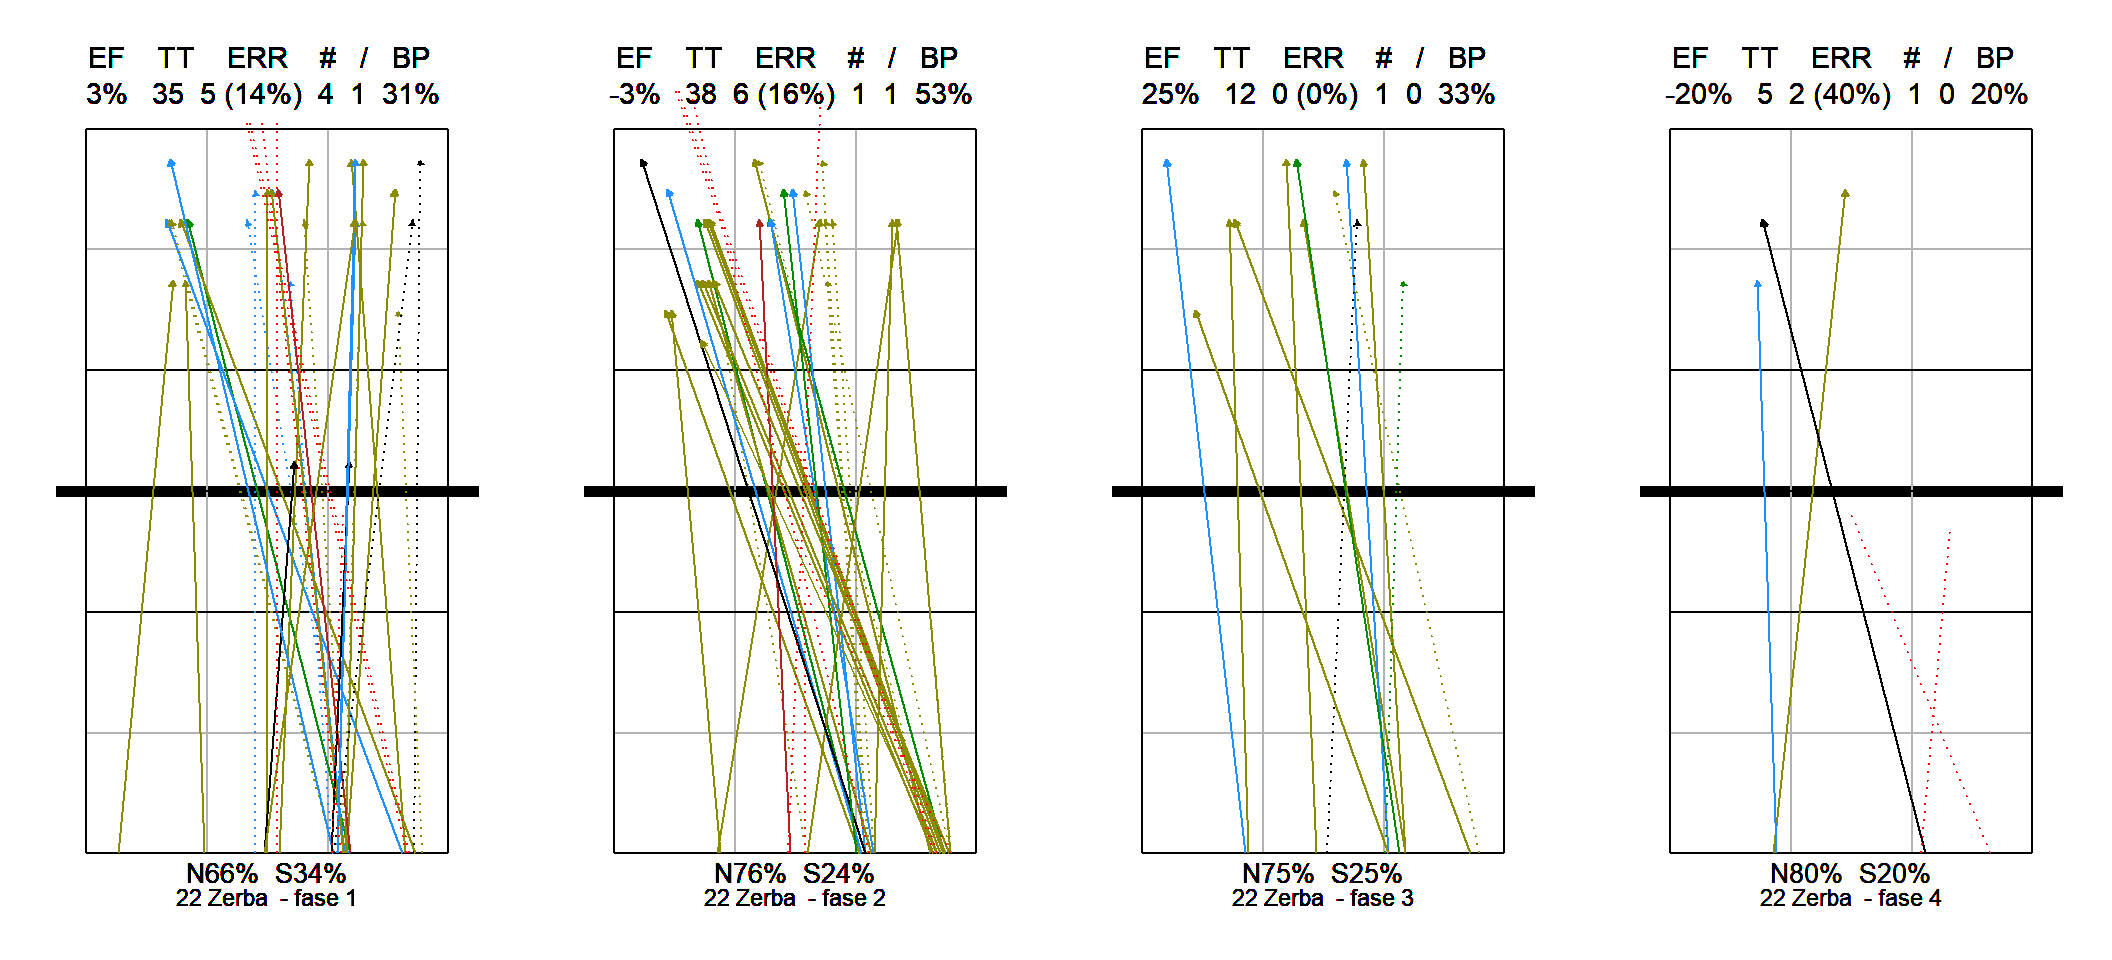 EF TT ERR # / BP
3% 35 5 (14%) 4 1 31%
N66% S34%
22 Zerba - fase 1
EF TT ERR # / BP
-3% 38 6 (16%) 1 1 53%
N76% S24%
22 Zerba - fase 2
EF TT ERR # / BP
25% 12 0 (0%) 1 0 33%
N75% S25%
22 Zerba - fase 3
EF TT ERR # / BP
-20% 5 2 (40%) 1 0 20%
N80% S20%
22 Zerba - fase 4